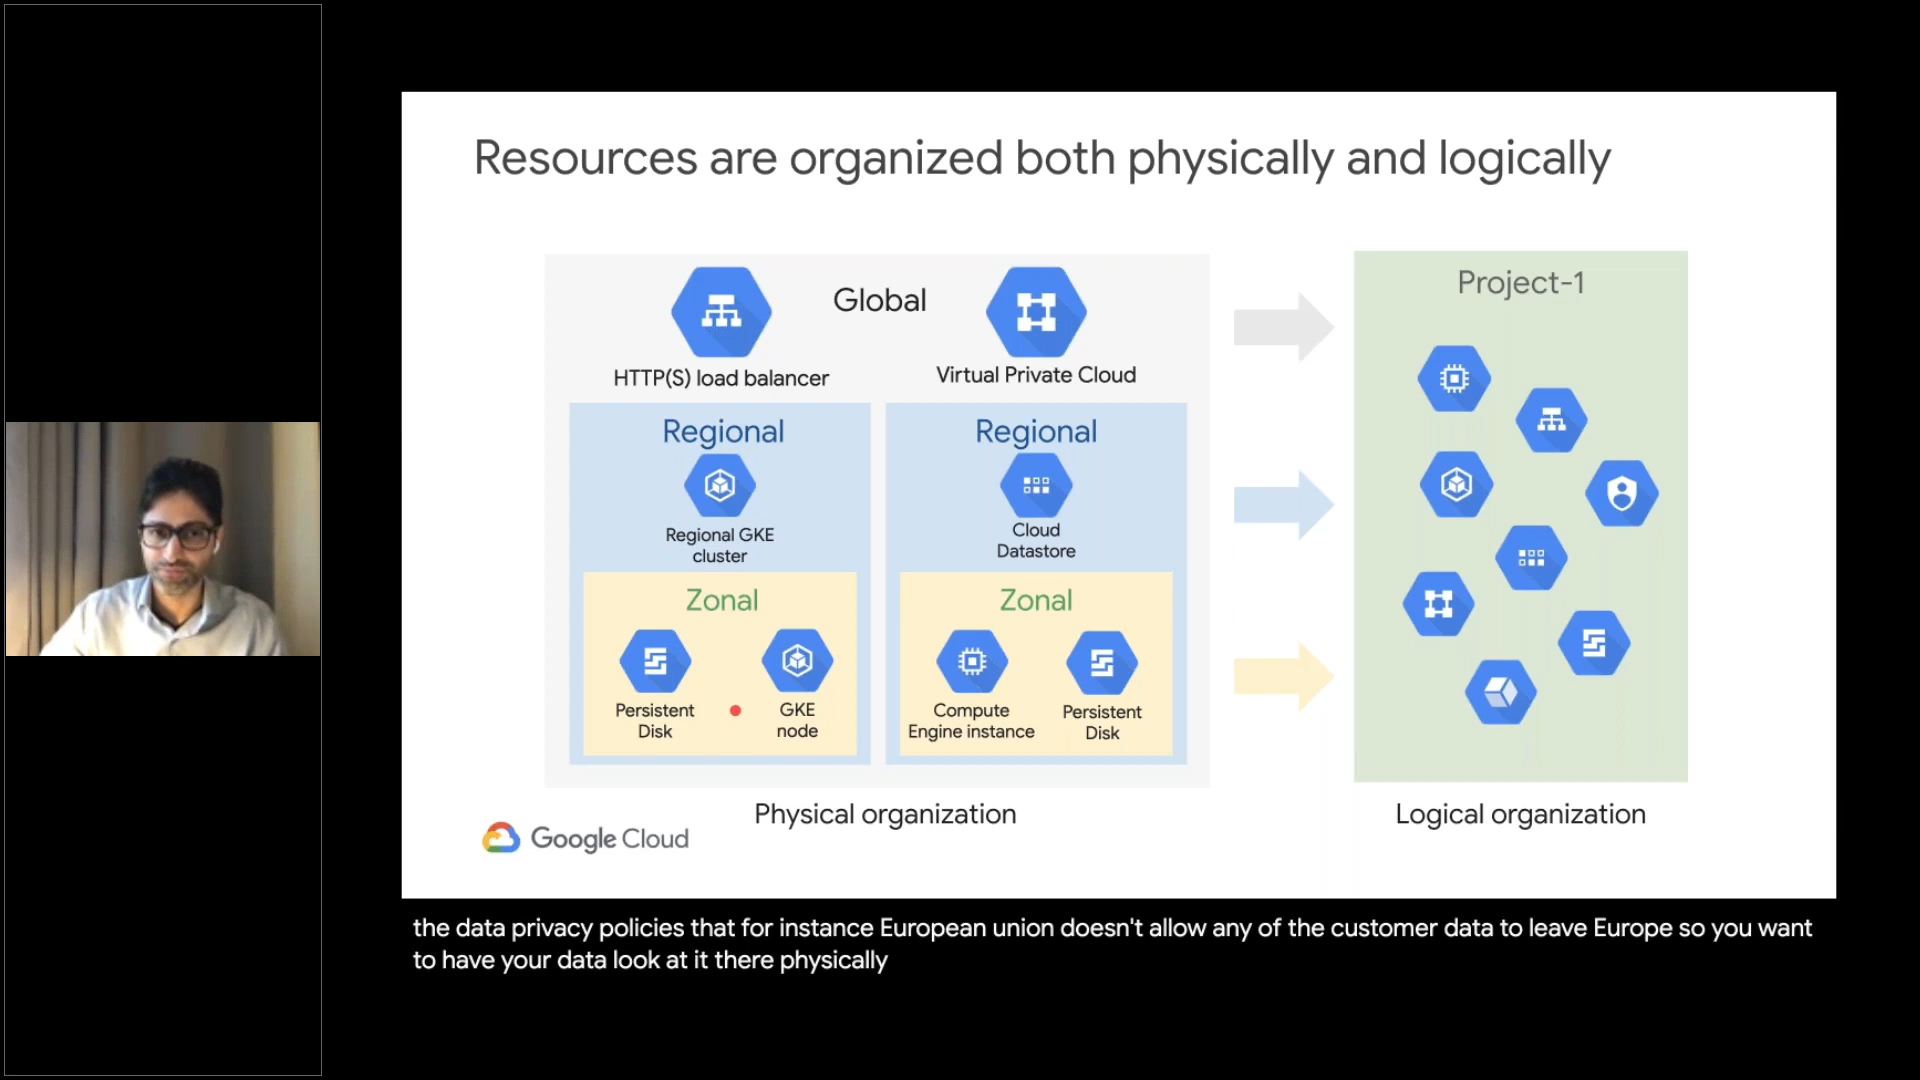 Resources are organized both physically and logically
Global
HTTP(S) load balancer
Virtual Private Cloud
Regional
Regional GKE
cluster
Zonal
Persistent
Disk
GKE
node
Regional
Cloud
Datastore
Zonal
Compute
Engine instance
Persistent
Disk
Physical organization
Project-1
Logical organization
Google Cloud
the data privacy policies that for instance European union doesn't allow any of the customer data to leave Europe so you want
to have your data look at it there physically